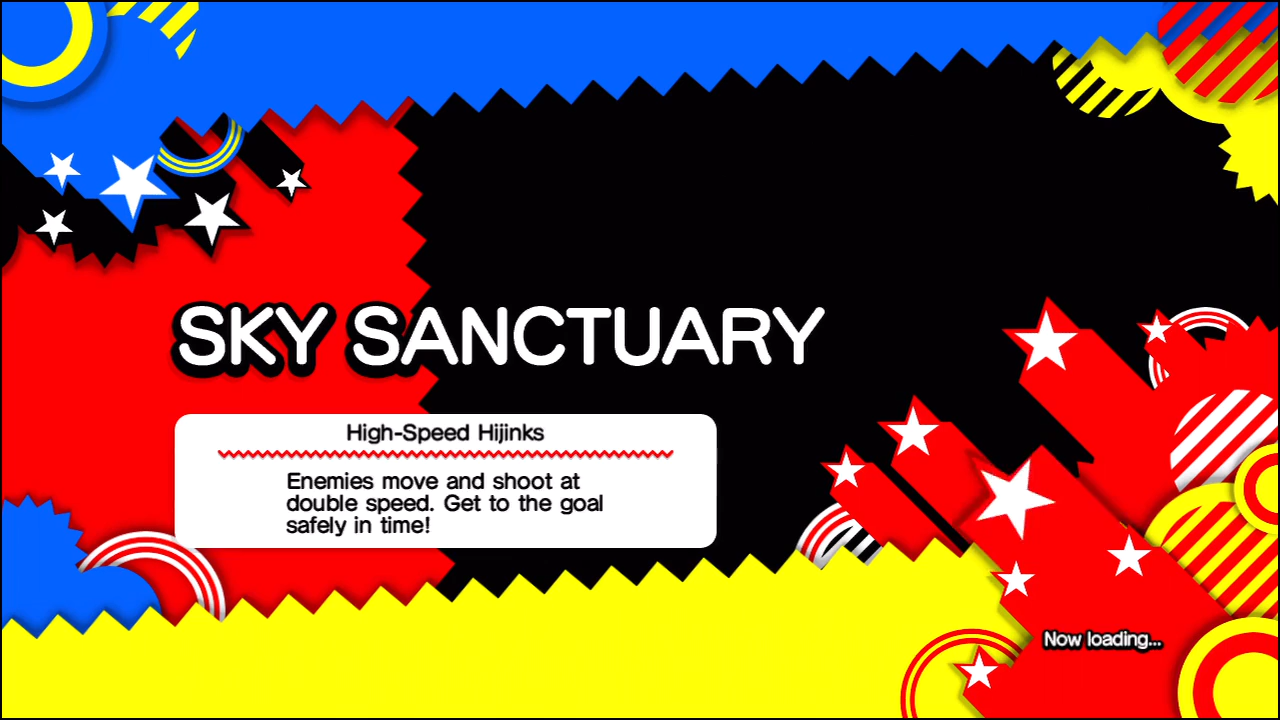 SKY SANCTUARY
High-Speed Hijinks
Enemies move and shoot at
double speed. Get to the goal
safely in time!
Now loading...